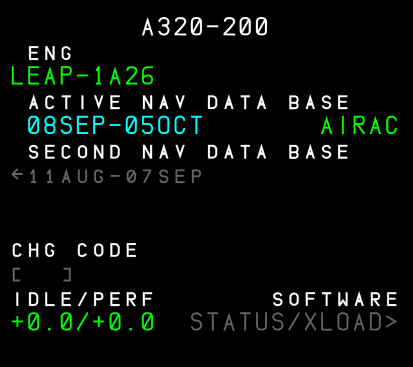 A320-200
ENG
LEAP-1A26
ACTIVE NAV DATA BASE
08SEP-05OCT AIRAC
SECOND NAV DATA BASE
←11AUG-07SEP
CHG CODE
[ ]
IDLE/PERF SOFTWARE
+0.0/+0.0 STATUS/XLOAD>